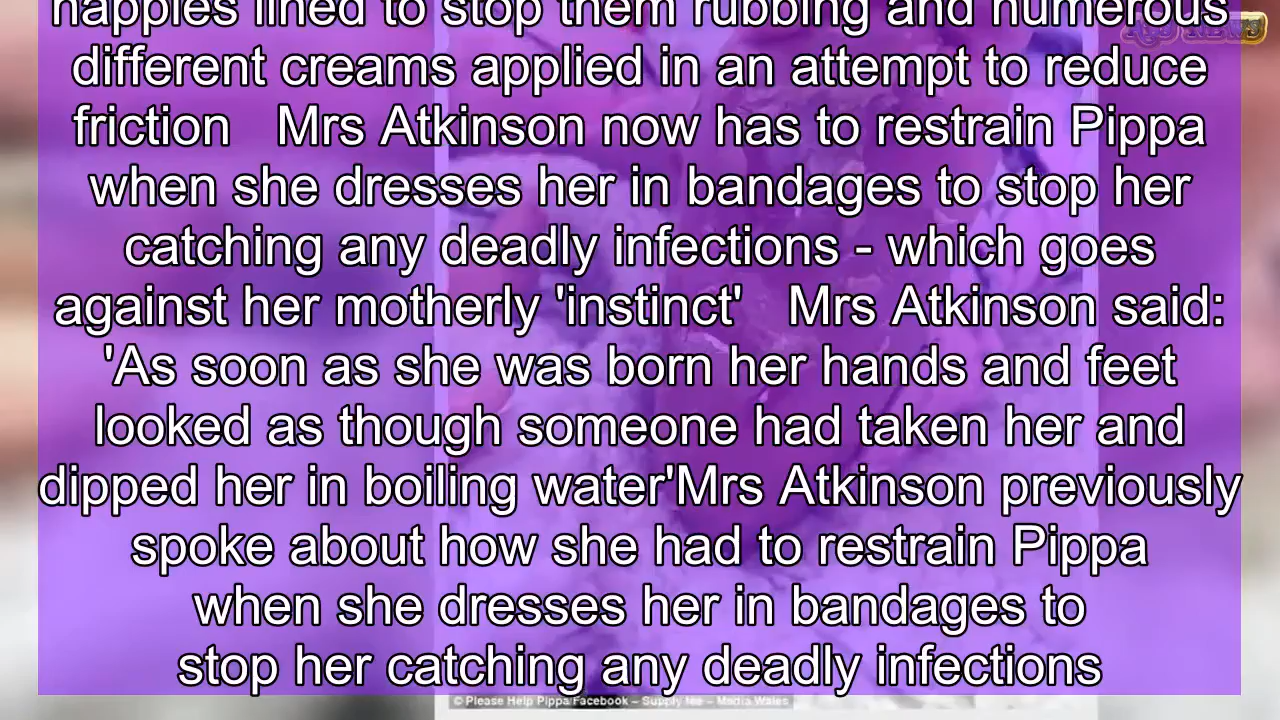 nappies lined to stop them rubbing and numerous
different creams applied in an attempt to reduce
friction   Mrs Atkinson now has to restrain Pippa
when she dresses her in bandages to stop her
catching any deadly infections - which goes
against her motherly 'instinct'   Mrs Atkinson said:
'As soon as she was born her hands and feet
looked as though someone had taken her and
dipped her in boiling water'Mrs Atkinson previously
spoke about how she had to restrain Pippa
when she dresses her in bandages to
stop her catching any deadly infections
© Please Help Pippa/Facebook – Supply fee – Media Wales